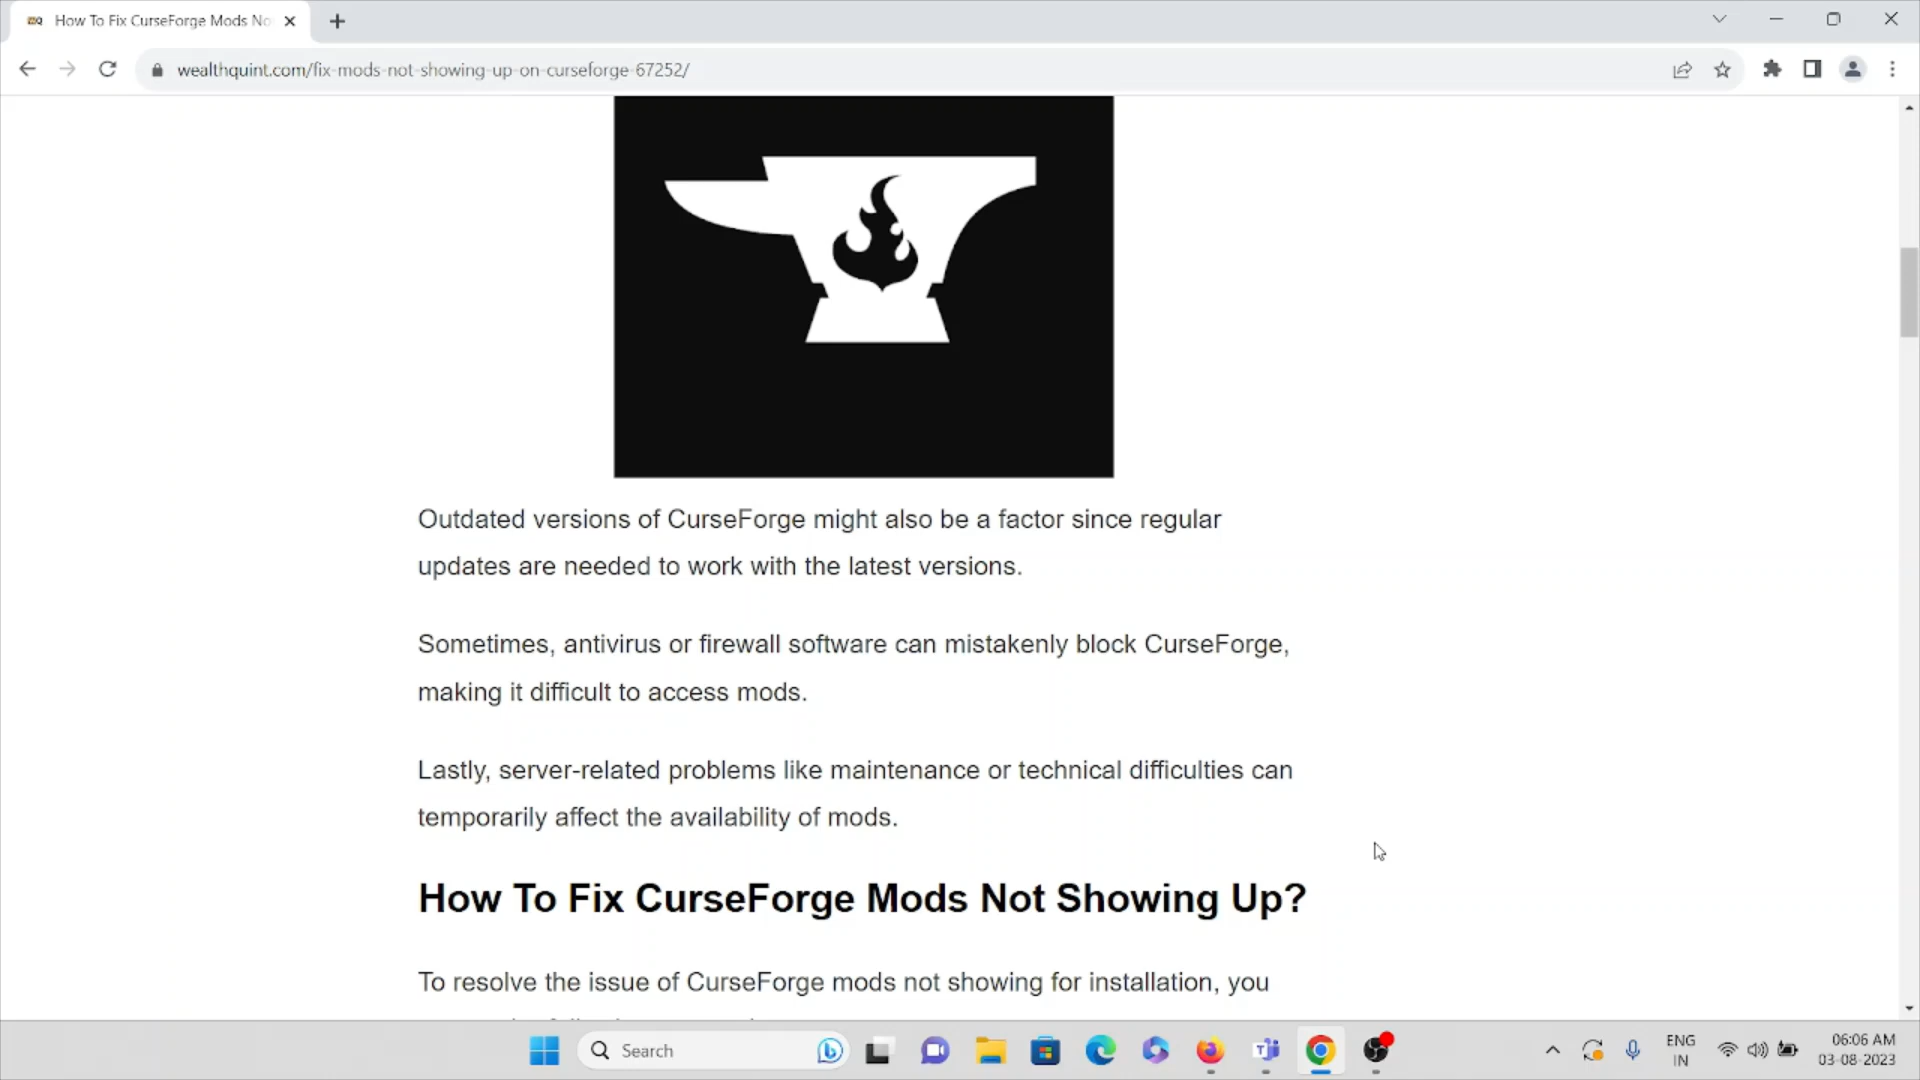 How To Fix CurseForge Mods No
wealthquint.com/fix-mods-not-showing-up-on-curseforge-67252/
Outdated versions of CurseForge might also be a factor since regular
updates are needed to work with the latest versions.
Sometimes, antivirus or firewall software can mistakenly block CurseForge,
making it difficult to access mods.
Lastly, server-related problems like maintenance or technical difficulties can
temporarily affect the availability of mods.
How To Fix CurseForge Mods Not Showing Up?
To resolve the issue of CurseForge mods not showing for installation, you
Search
ENG
IN
06:06 AM
03-08-2023